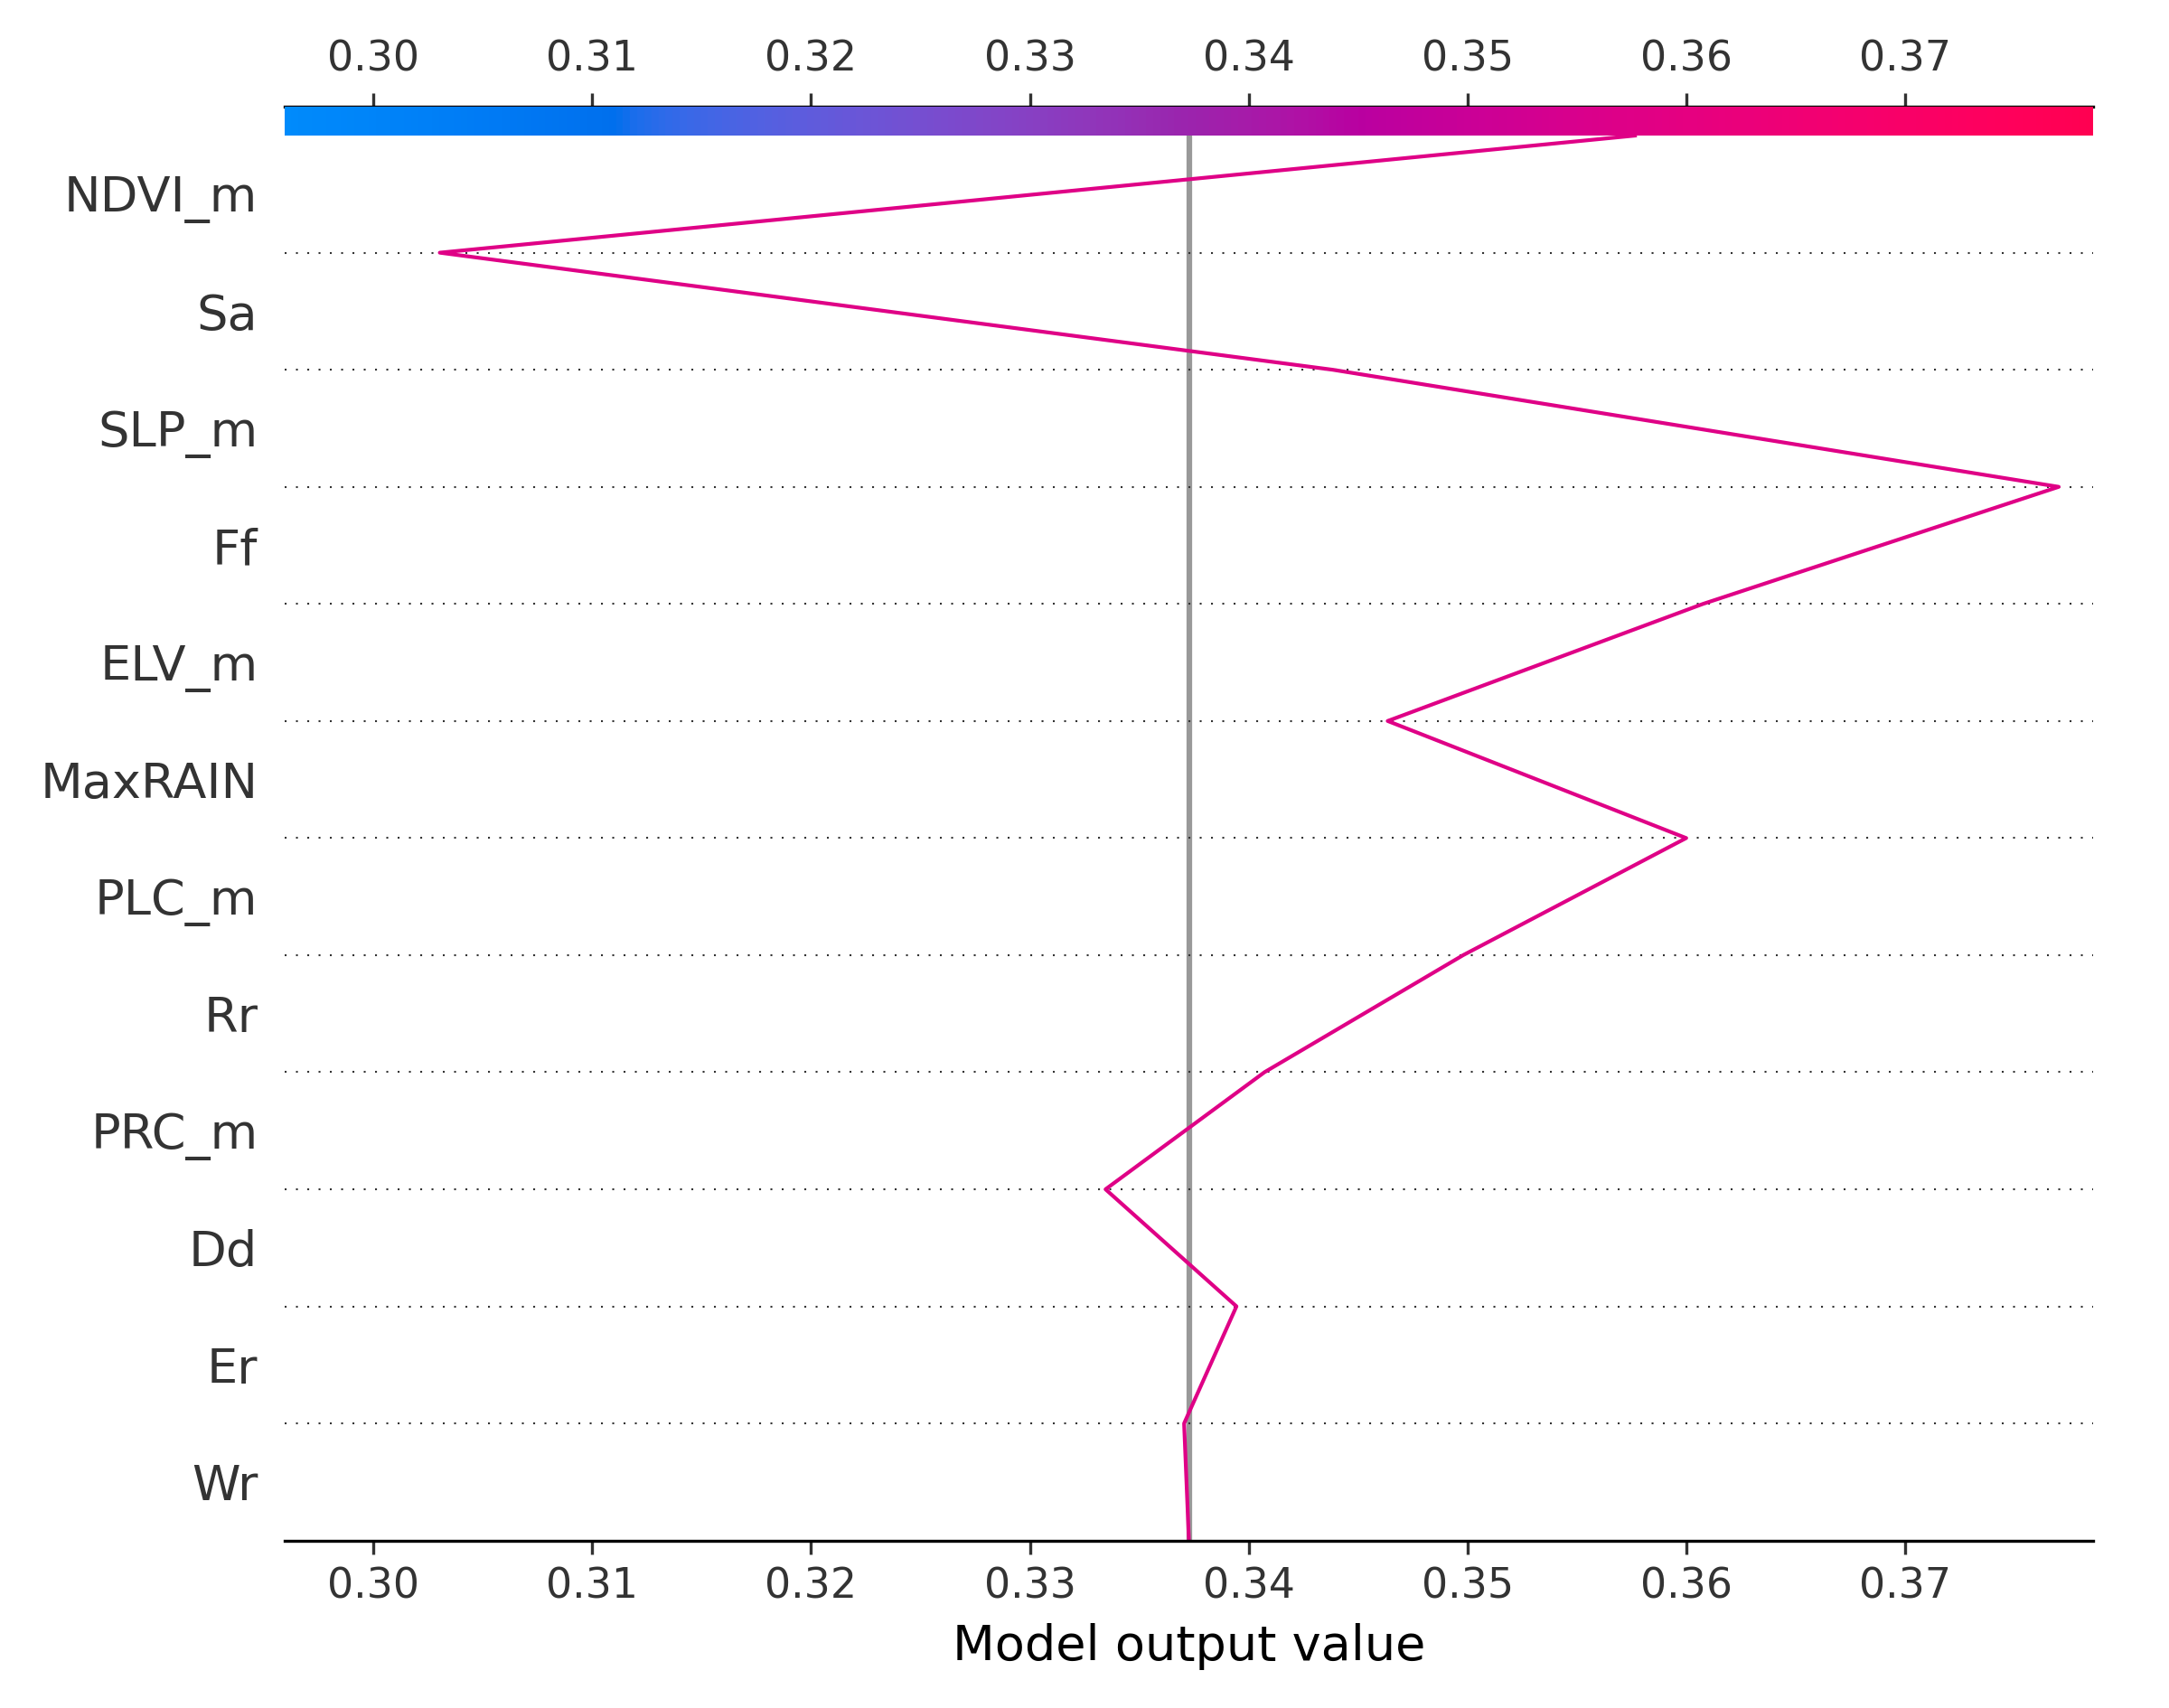 0.30 0.31 0.32 0.33 0.34 0.35 0.36 0.37
NDVI_m
Sa
SLP_m
Ff
ELV_m
MaxRAIN
PLC_m
Rr
PRC_m
Dd
Er
Wr
0.30 0.31 0.32 0.33 0.34 0.35 0.36 0.37
Model output value